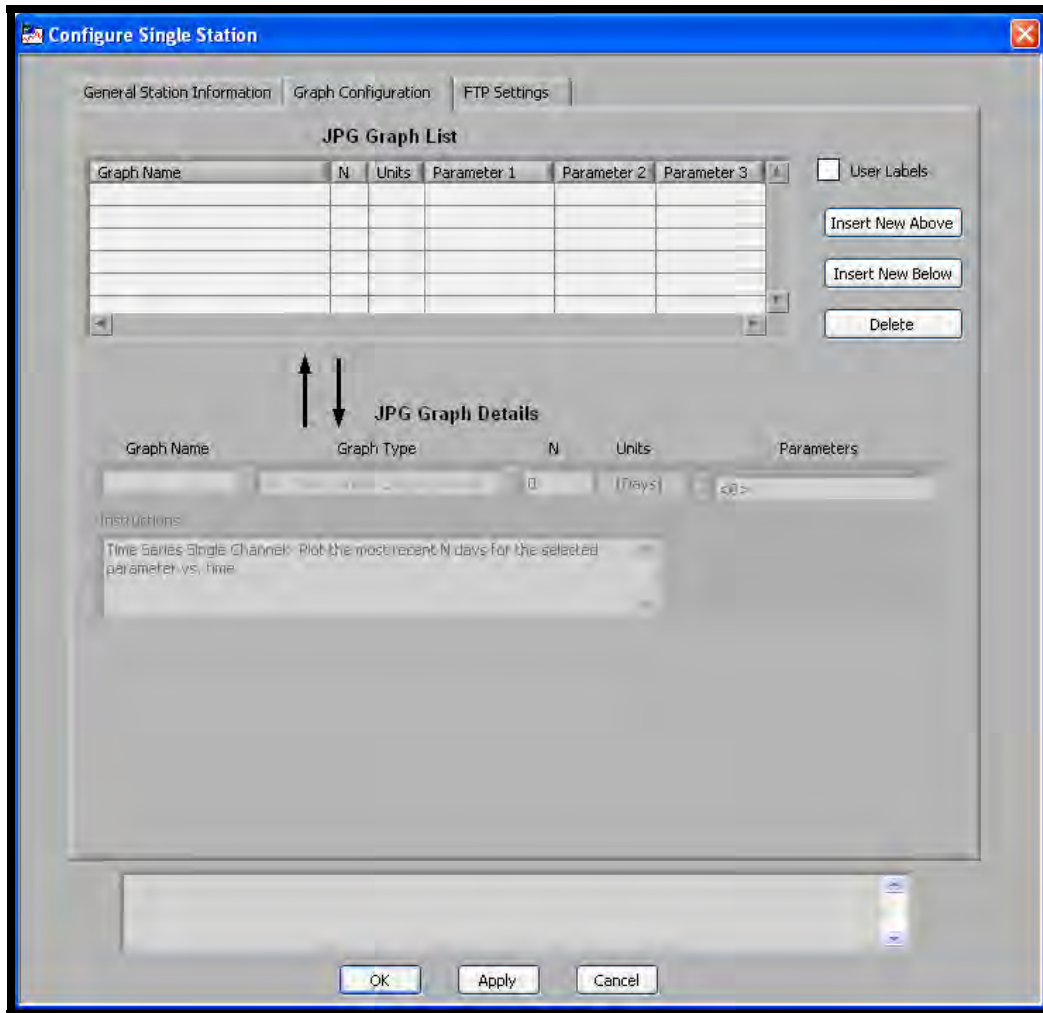 Configure Single Station
General Station Information Graph Configuration FTP Settings
JPG Graph List
Graph Name N Units Parameter 1 Parameter 2 Parameter 3
User Labels
Insert New Above
Insert New Below
Delete
JPG Graph Details
Graph Name Graph Type N Units Parameters
0 (Days) <0>
Instructions
Time Series Single Channel: Plot the most recent N days for the selected
parameter vs. time
OK Apply Cancel